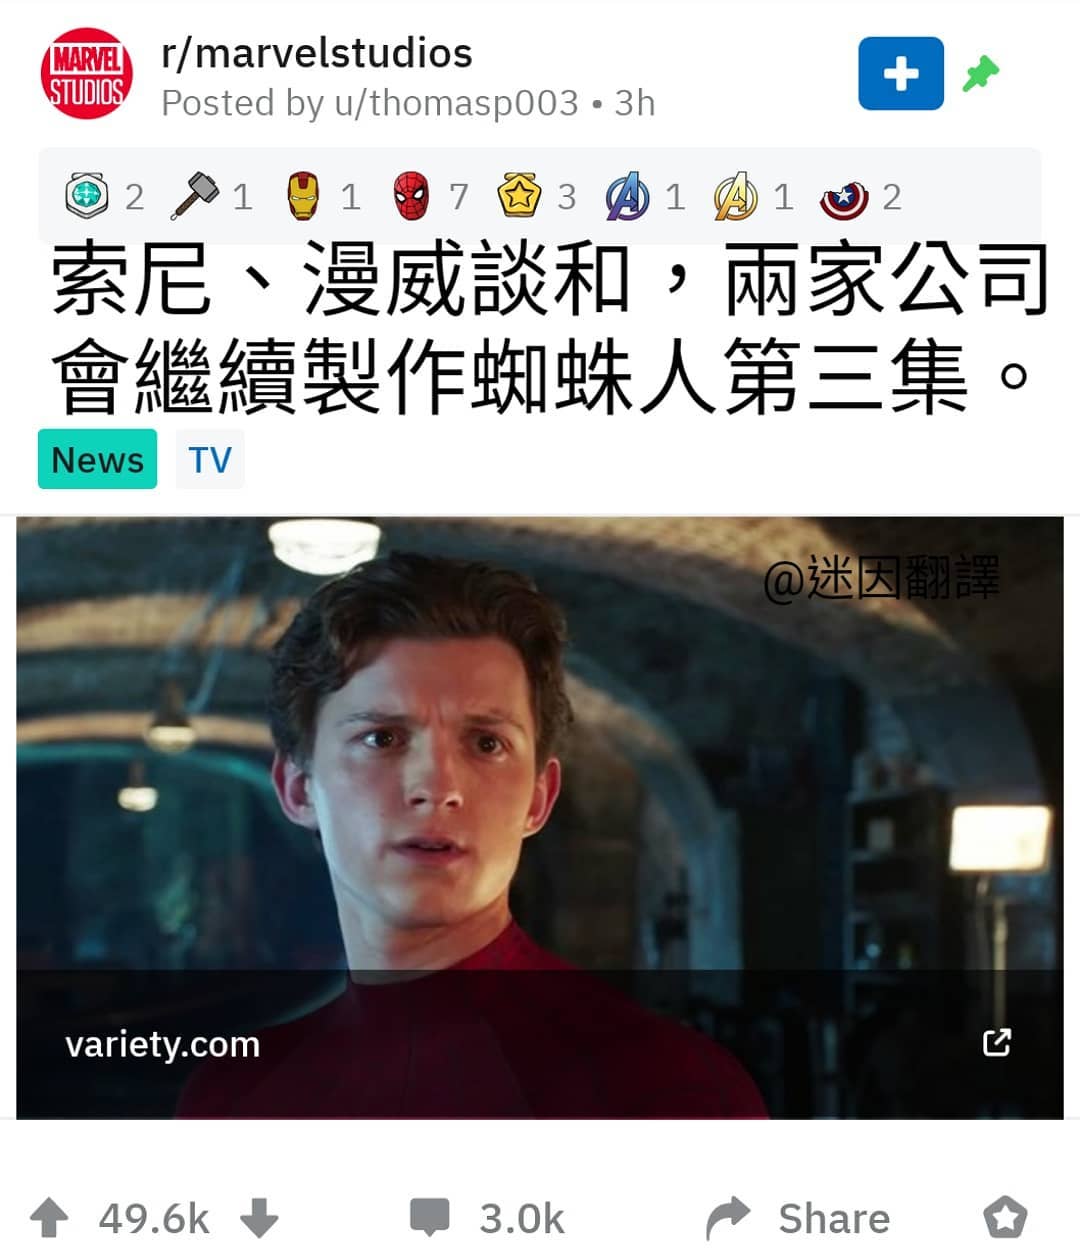 MARVEL
STUDIOS
r/marvelstudios
Posted by u/thomasp003 • 3h
2 1 1 7 3 1 1 2
索尼、漫威談和，兩家公司
會繼續製作蜘蛛人第三集。
News TV
@迷因翻譯
variety.com
49.6k 3.0k Share